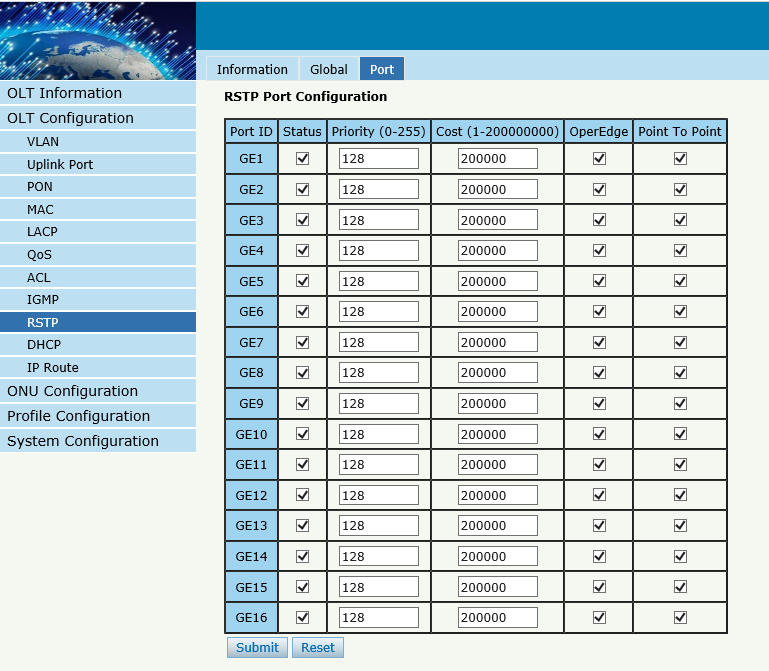 Information Global Port
OLT Information
OLT Configuration
VLAN
Uplink Port
PON
MAC
LACP
QoS
ACL
IGMP
RSTP
DHCP
IP Route
ONU Configuration
Profile Configuration
System Configuration
RSTP Port Configuration
Port ID Status Priority (0-255) Cost (1-200000000) OperEdge Point To Point
GE1 128 200000
GE2 128 200000
GE3 128 200000
GE4 128 200000
GE5 128 200000
GE6 128 200000
GE7 128 200000
GE8 128 200000
GE9 128 200000
GE10 128 200000
GE11 128 200000
GE12 128 200000
GE13 128 200000
GE14 128 200000
GE15 128 200000
GE16 128 200000
Submit Reset